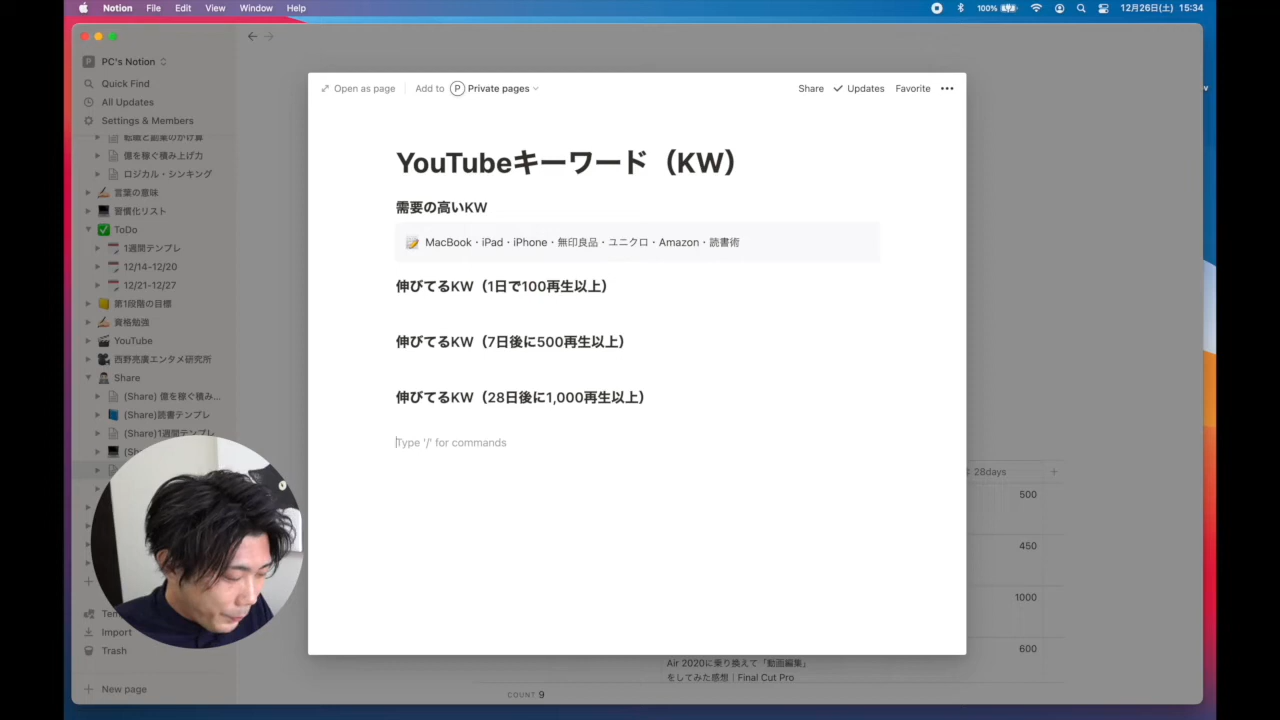 Notion File Edit View Window Help
100% 12月26日(土) 15:34
P PC's Notion
Quick Find
All Updates
Settings & Members
転職と副業のかけ算
億を稼ぐ積み上げ力
ロジカル・シンキング
言葉の意味
習慣化リスト
ToDo
1週間テンプレ
12/14-12/20
12/21-12/27
第1段階の目標
資格勉強
YouTube
西野亮廣エンタメ研究所
Share
(Share) 億を稼ぐ積み...
(Share)読書テンプレ
(Share)1週間テンプレ
Import
Trash
New page
Open as page Add to P Private pages
Share Updates Favorite •••
YouTubeキーワード（KW）
需要の高いKW
MacBook・iPad・iPhone・無印良品・ユニクロ・Amazon・読書術
伸びてるKW（1日で100再生以上）
伸びてるKW（7日後に500再生以上）
伸びてるKW（28日後に1,000再生以上）
Type '/' for commands
28days
500
450
1000
600
Air 2020に乗り換えて「動画編集」
をしてみた感想｜Final Cut Pro
COUNT 9